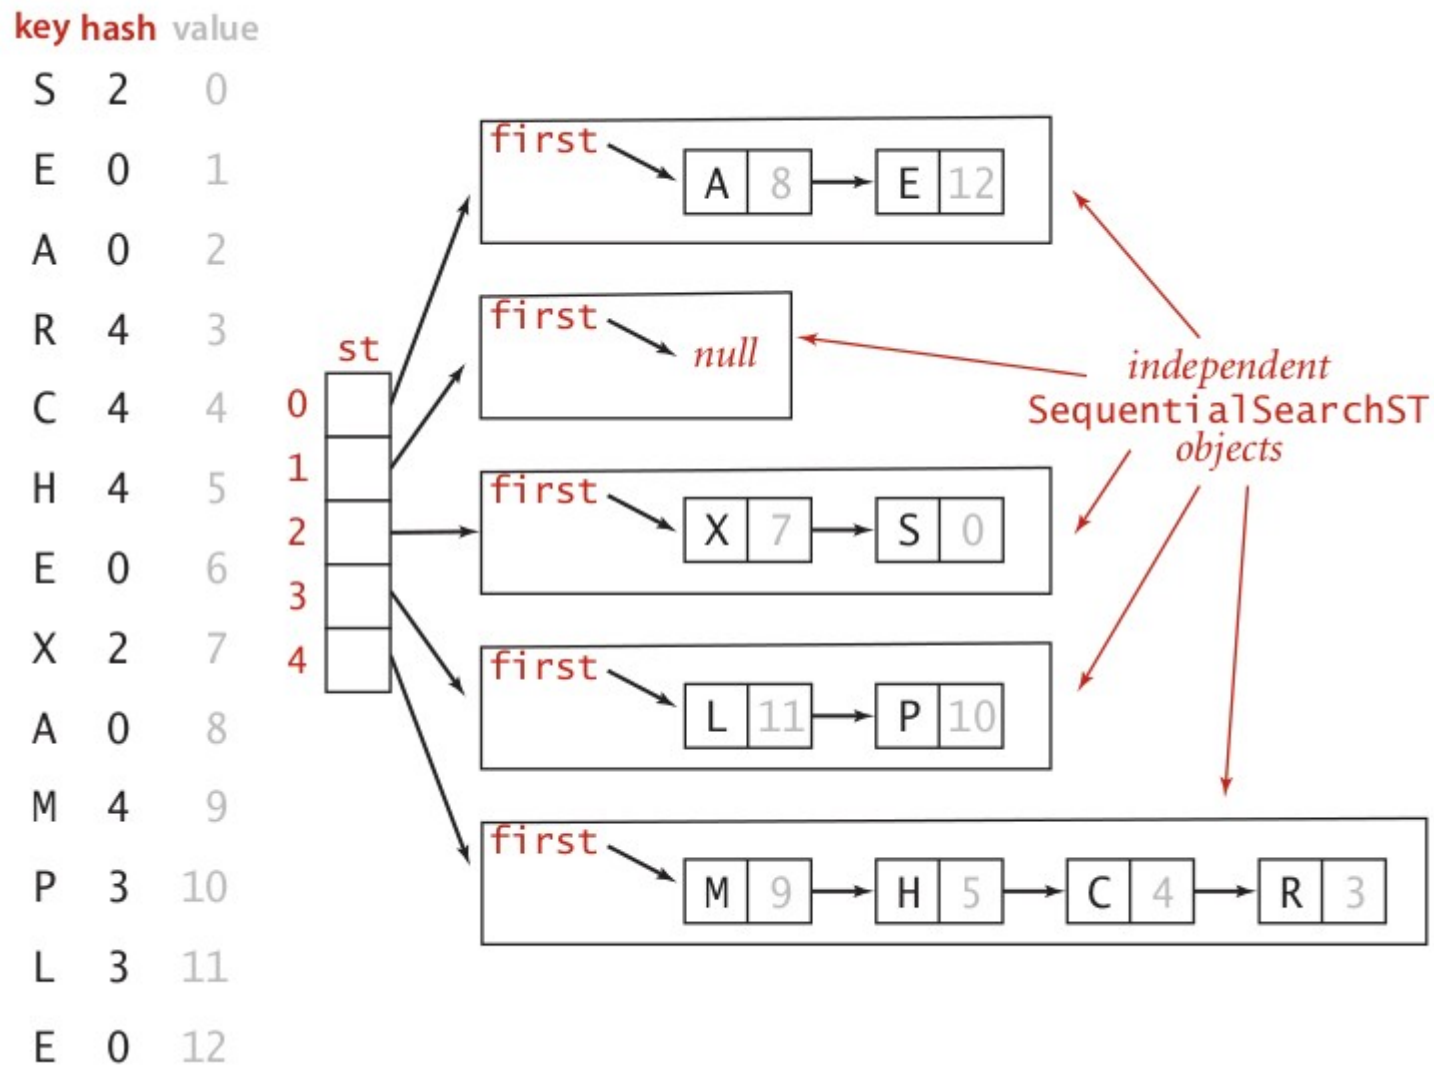 key hash value
S 2 0
E 0 1
A 0 2
R 4 3
C 4 4
H 4 5
E 0 6
X 2 7
A 0 8
M 4 9
P 3 10
L 3 11
E 0 12
st
0
1
2
3
4
first
A 8 E 12
first
null
first
X 7 S 0
first
L 11 P 10
first
M 9 H 5 C 4 R 3
independent
SequentialSearchST
objects